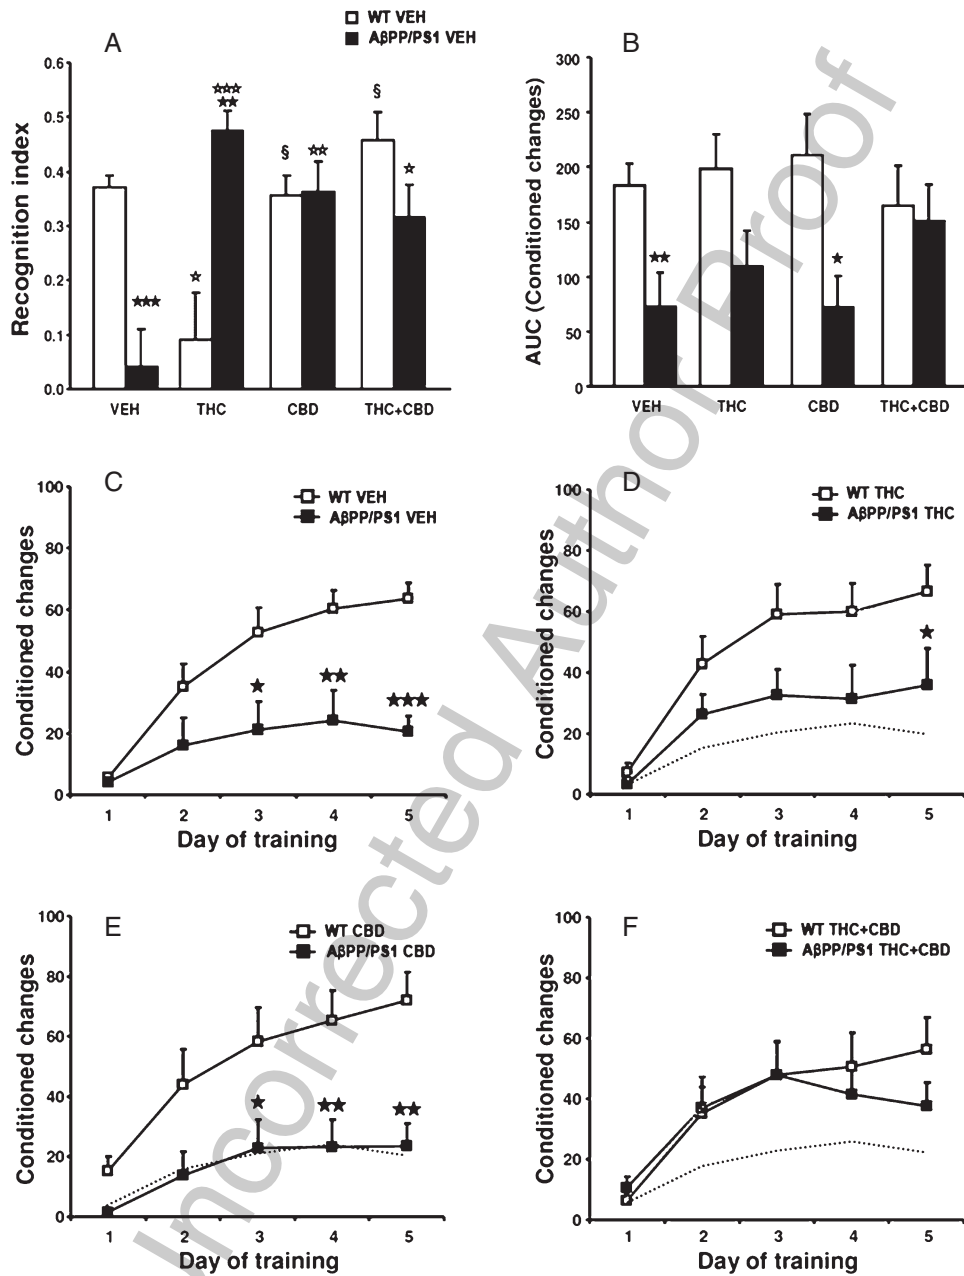 WT VEH
AβPP/PS1 VEH
A
Recognition index
0.6
0.5
0.4
0.3
0.2
0.1
0.0
☆☆☆
★★
★★★
☆
§
☆☆
§
☆
VEH THC CBD THC+CBD
B
AUC (Conditioned changes)
300
250
200
150
100
50
0
★★
★
VEH THC CBD THC+CBD
C
WT VEH
AβPP/PS1 VEH
Conditioned changes
100
80
60
40
20
0
★ ★★ ★★★
1 2 3 4 5
Day of training
D
WT THC
AβPP/PS1 THC
Conditioned changes
100
80
60
40
20
0
★
1 2 3 4 5
Day of training
E
WT CBD
AβPP/PS1 CBD
Conditioned changes
100
80
60
40
20
0
★ ★★ ★★
1 2 3 4 5
Day of training
F
WT THC+CBD
AβPP/PS1 THC+CBD
Conditioned changes
100
80
60
40
20
0
1 2 3 4 5
Day of training
Uncorrected Author Proof